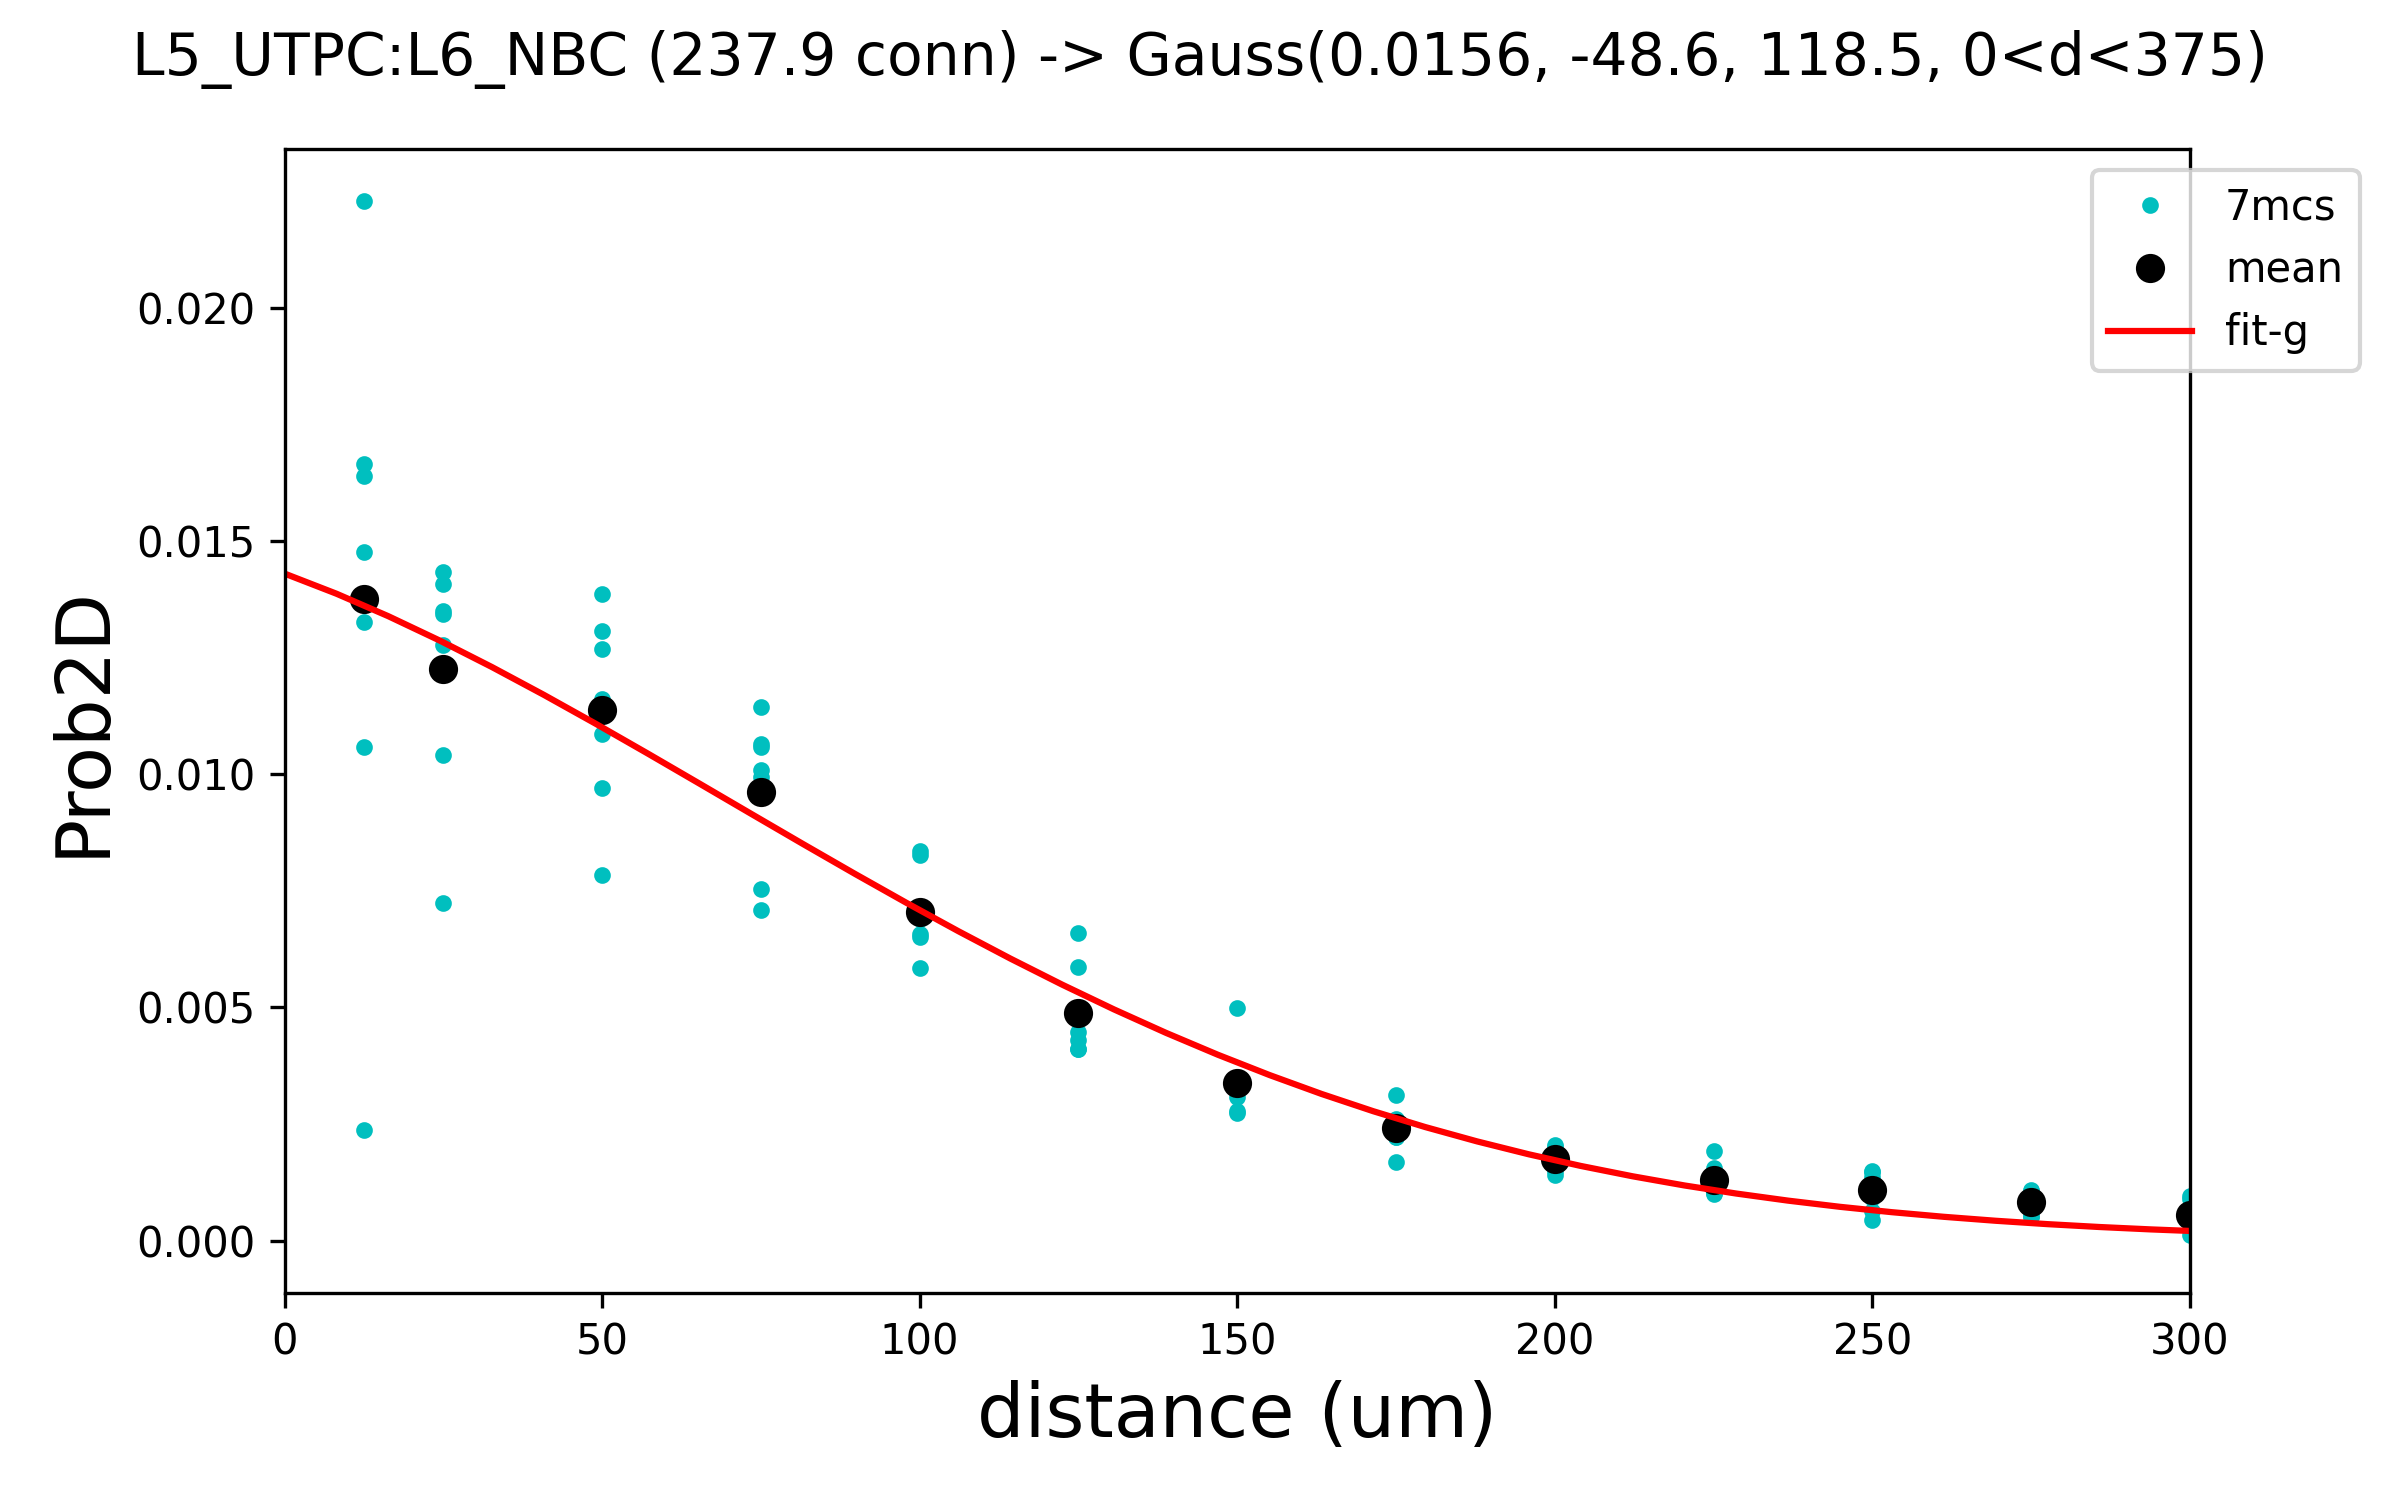 L5_UTPC:L6_NBC (237.9 conn) -> Gauss(0.0156, -48.6, 118.5, 0<d<375)
7mcs
mean
fit-g
Prob2D
0.020
0.015
0.010
0.005
0.000
0 50 100 150 200 250 300
distance (um)